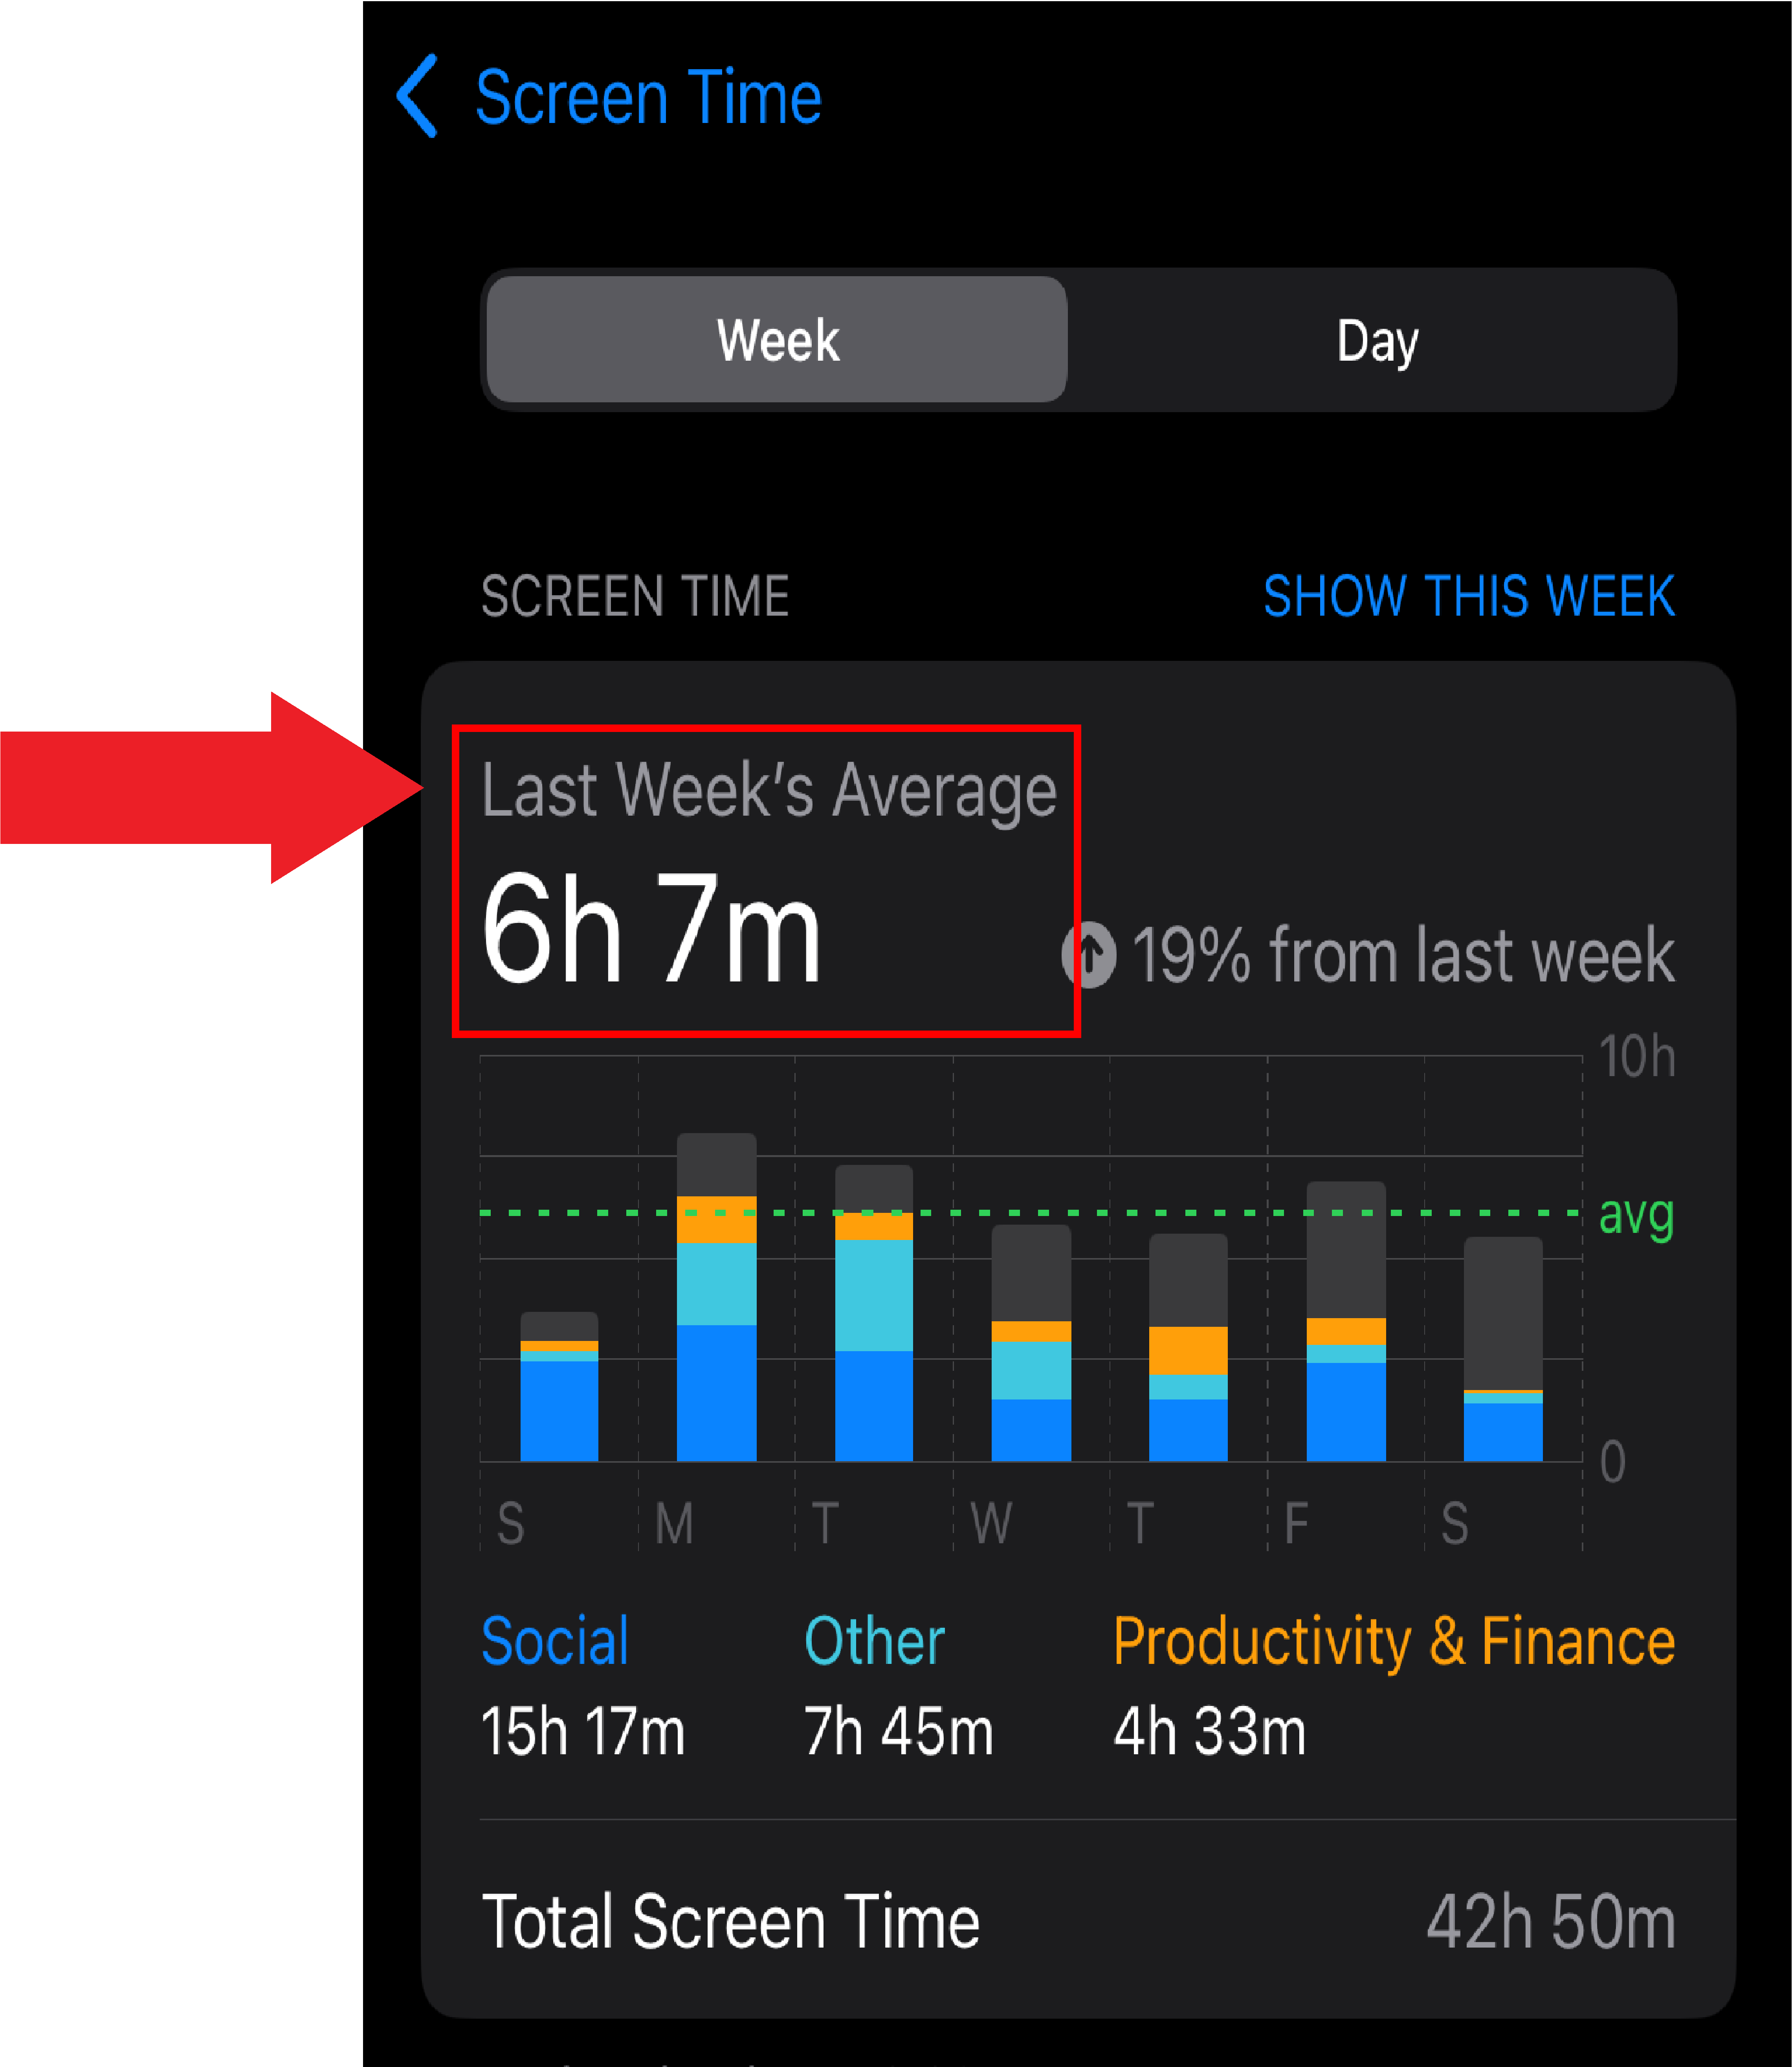 Screen Time
Week Day
SCREEN TIME SHOW THIS WEEK
Last Week's Average
6h 7m
19% from last week
10h
avg
0
S M T W T F S
Social Other Productivity & Finance
15h 17m 7h 45m 4h 33m
Total Screen Time 42h 50m